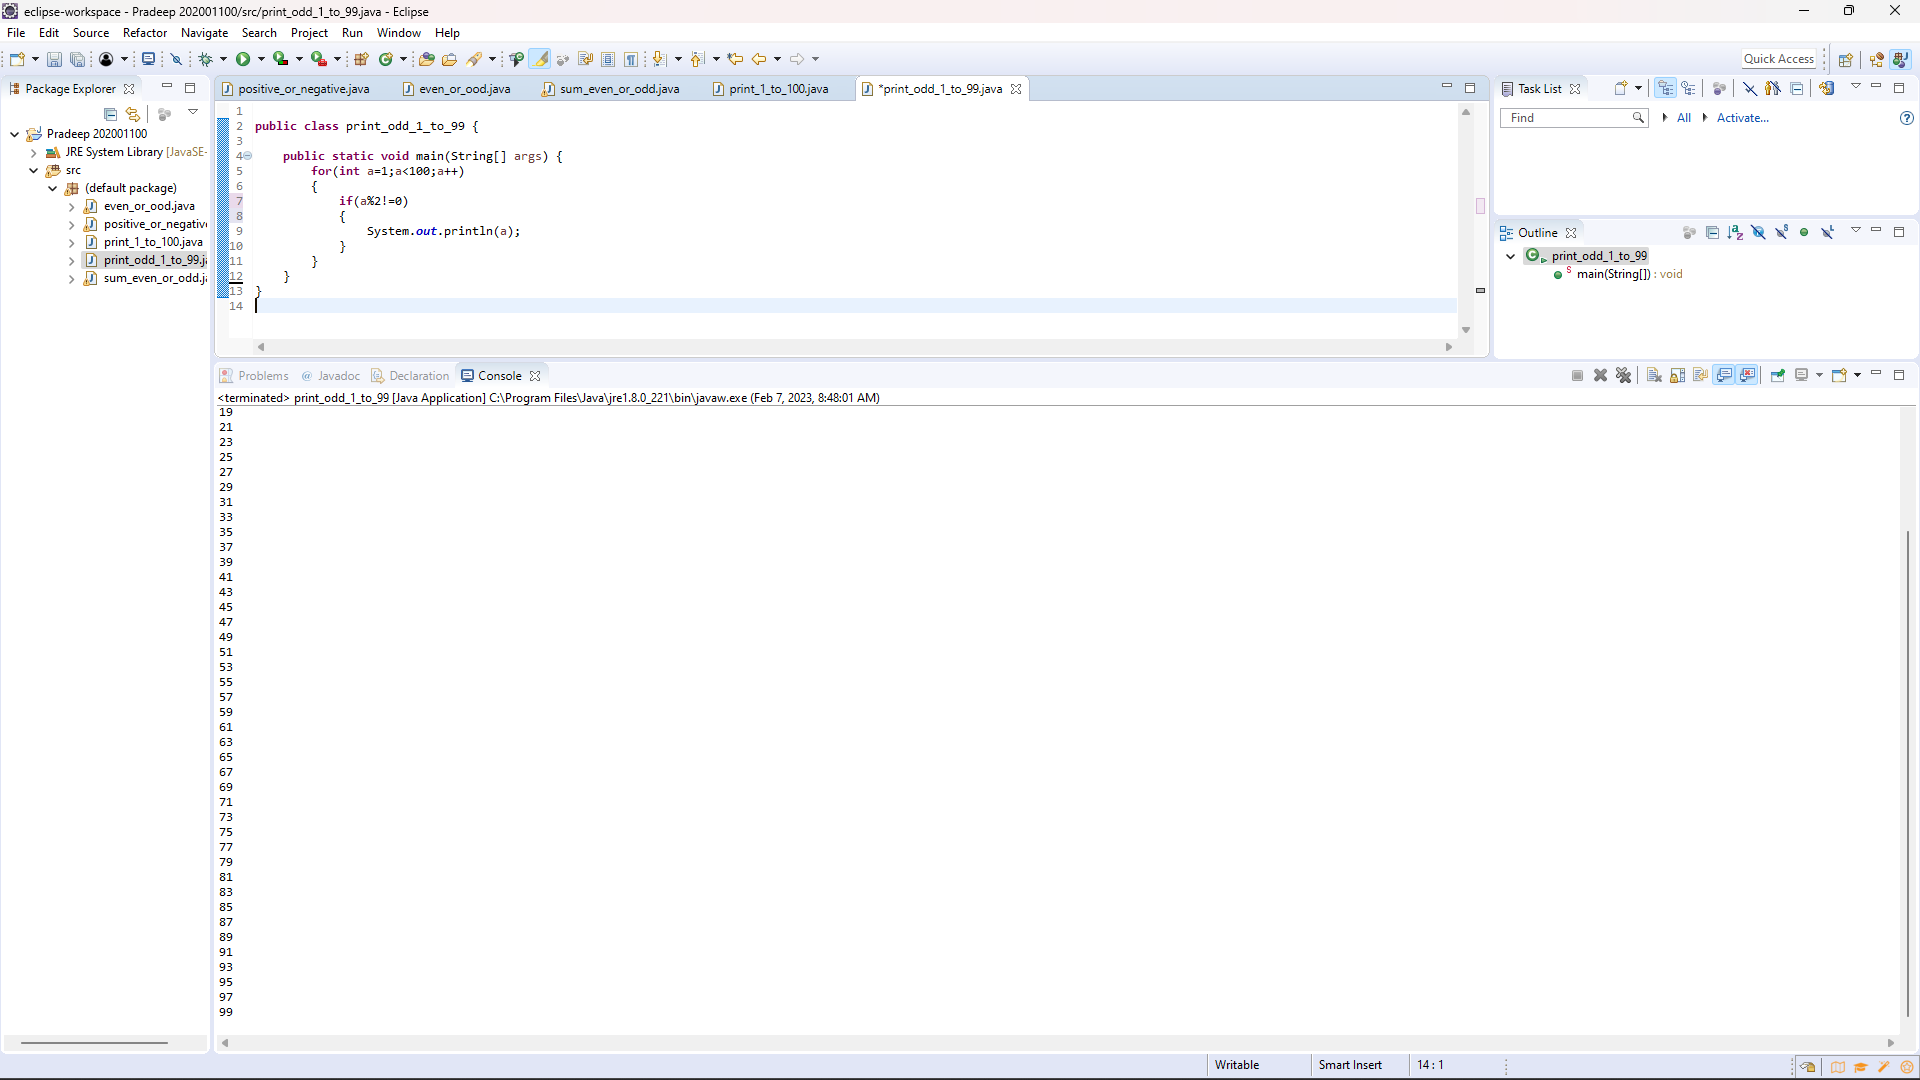 eclipse-workspace - Pradeep 202001100/src/print_odd_1_to_99.java - Eclipse
File Edit Source Refactor Navigate Search Project Run Window Help
Quick Access
Package Explorer
Pradeep 202001100
JRE System Library [JavaSE-
src
(default package)
even_or_ood.java
positive_or_negativ
print_1_to_100.java
print_odd_1_to_99.ja
sum_even_or_odd.ja
positive_or_negative.java even_or_ood.java sum_even_or_odd.java print_1_to_100.java *print_odd_1_to_99.java
1
2 public class print_odd_1_to_99 {
3
4 public static void main(String[] args) {
5 for(int a=1;a<100;a++)
6 {
7 if(a%2!=0)
8 {
9 System.out.println(a);
10 }
11 }
12 }
13 }
14
Task List
Find All Activate...
Outline
print_odd_1_to_99
main(String[]) : void
Problems @ Javadoc Declaration Console
<terminated> print_odd_1_to_99 [Java Application] C:\Program Files\Java\jre1.8.0_221\bin\javaw.exe (Feb 7, 2023, 8:48:01 AM)
19
21
23
25
27
29
31
33
35
37
39
41
43
45
47
49
51
53
55
57
59
61
63
65
67
69
71
73
75
77
79
81
83
85
87
89
91
93
95
97
99
Writable Smart Insert 14 : 1